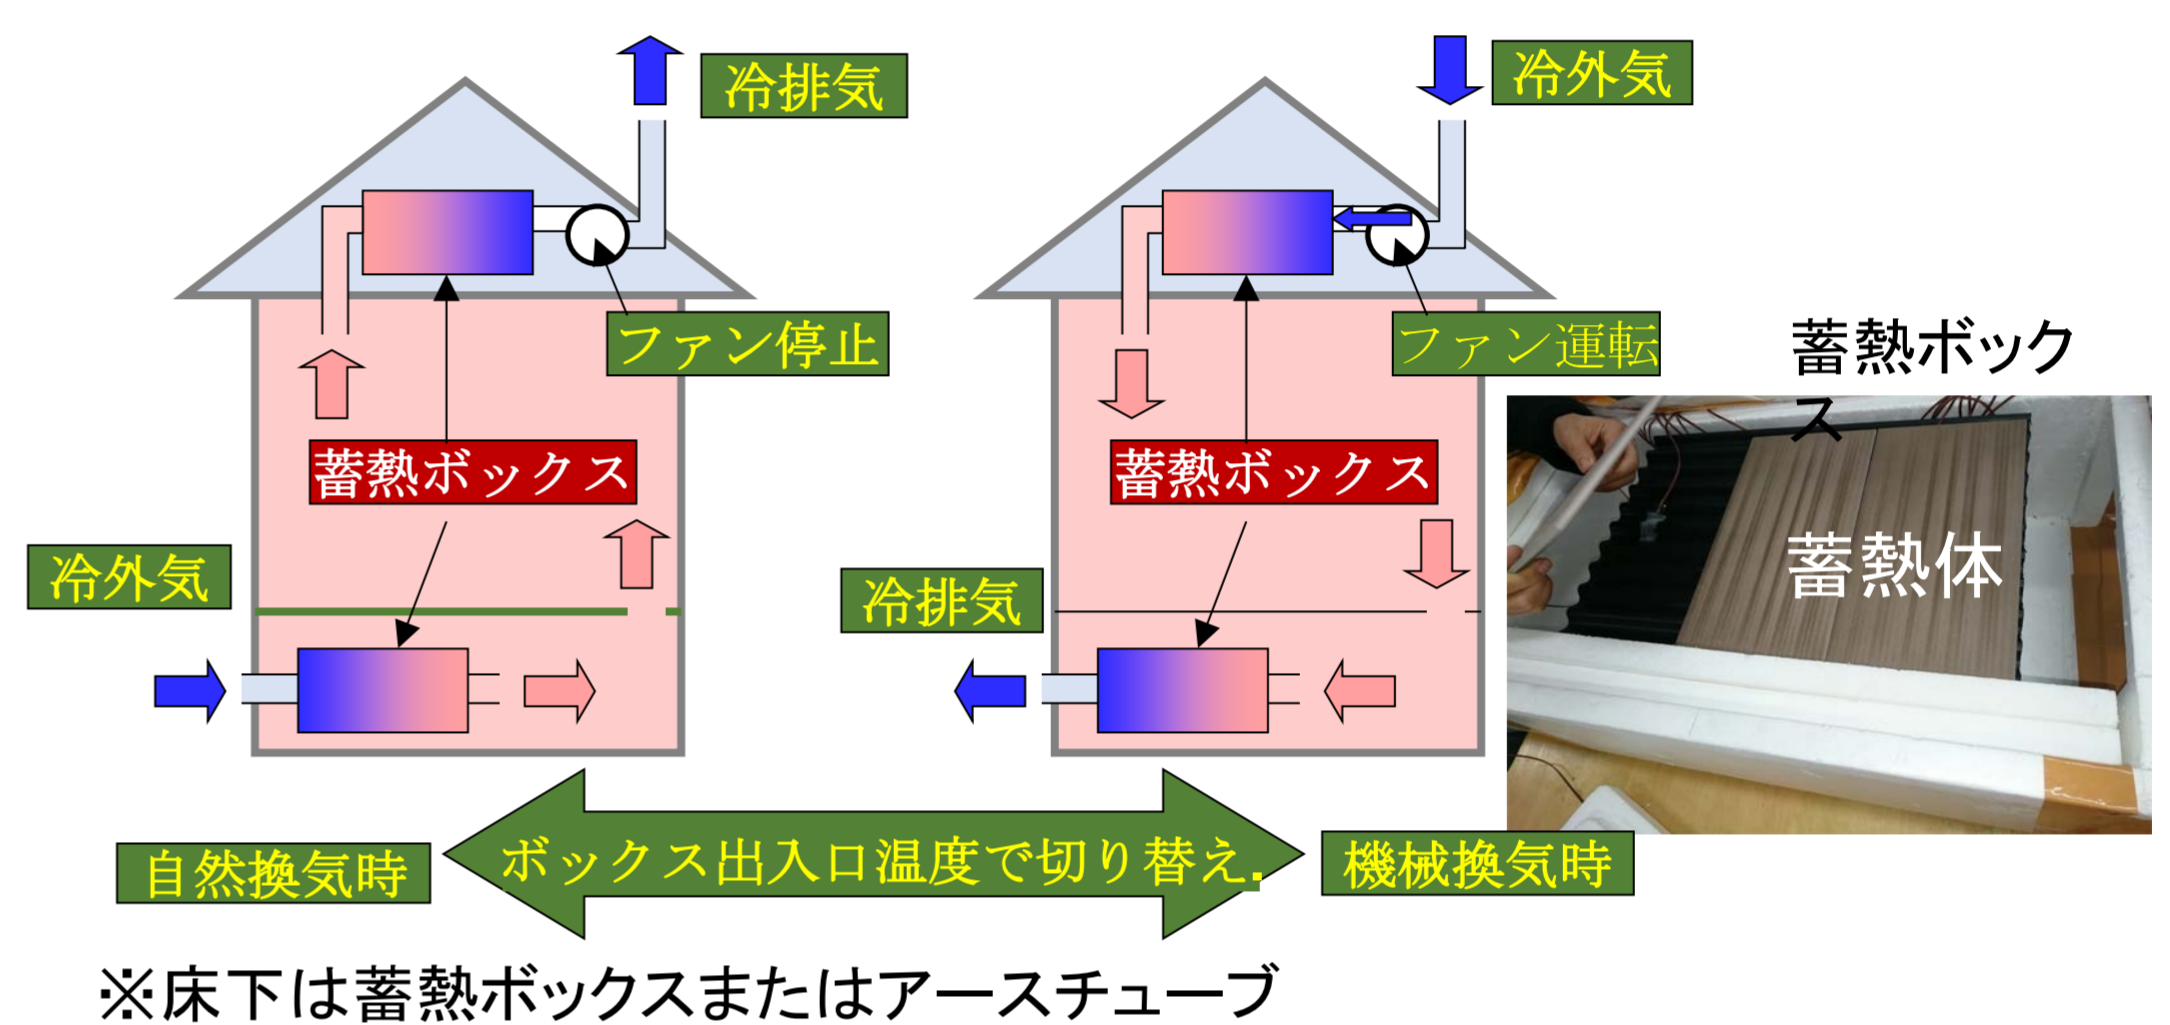 冷排気
冷外気
ファン停止
ファン運転
蓄熱ボック
ス
蓄熱ボックス
蓄熱ボックス
冷外気
冷排気
蓄熱体
自然換気時
ボックス出入口温度で切り替え.
機械換気時
※床下は蓄熱ボックスまたはアースチューブ